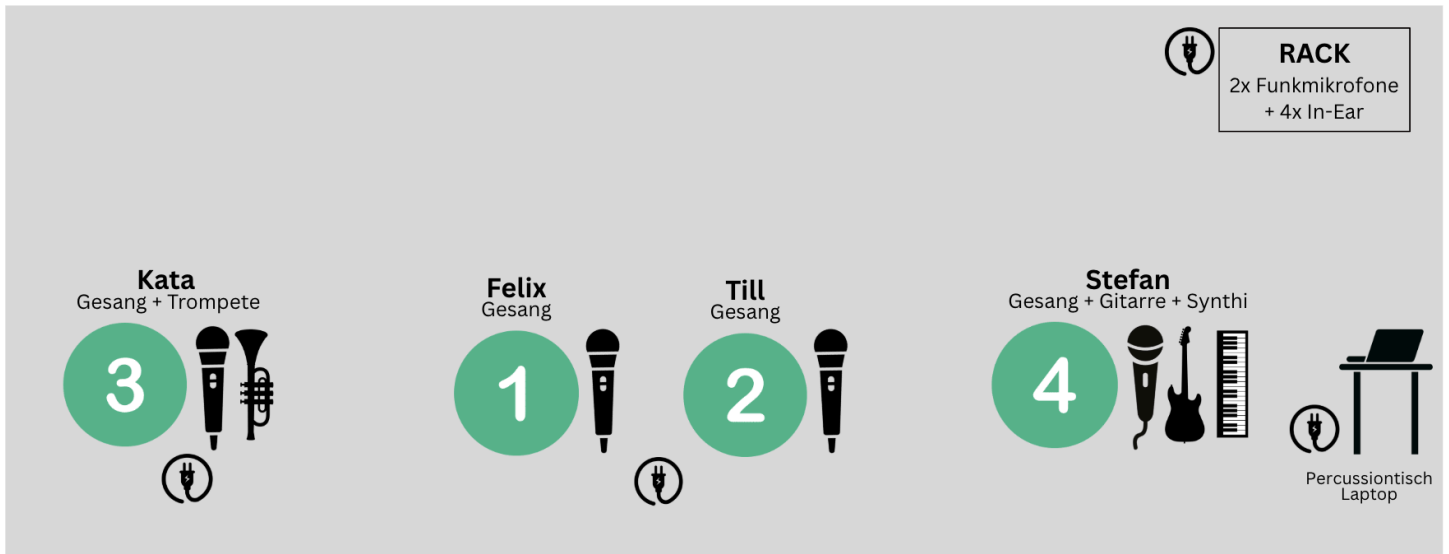 RACK
2x Funkmikrofone
+ 4x In-Ear
Kata
Gesang + Trompete
3
Felix
Gesang
1
Till
Gesang
2
Stefan
Gesang + Gitarre + Synthi
4
Percussiontisch
Laptop